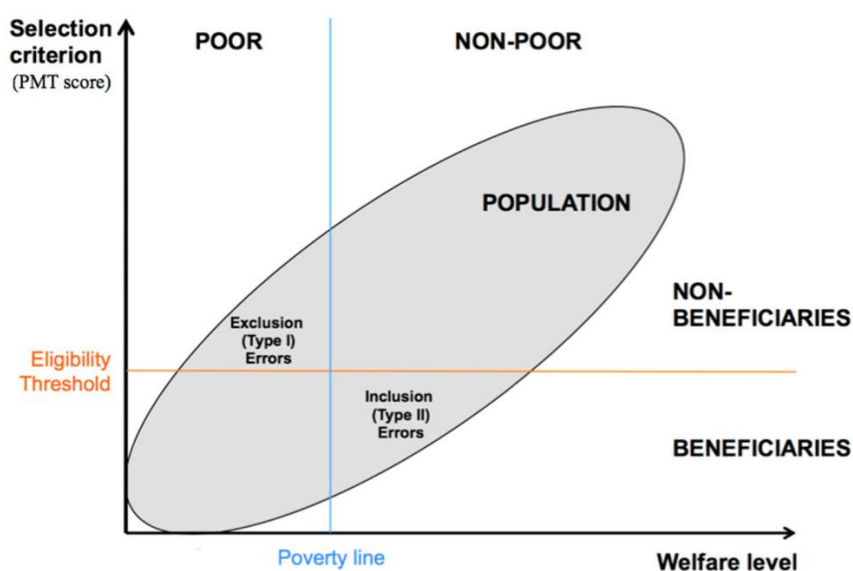 Selection
criterion
(PMT score)
POOR
NON-POOR
POPULATION
NON-
BENEFICIARIES
Exclusion
(Type I)
Errors
Eligibility
Threshold
Inclusion
(Type II)
Errors
BENEFICIARIES
Poverty line
Welfare level